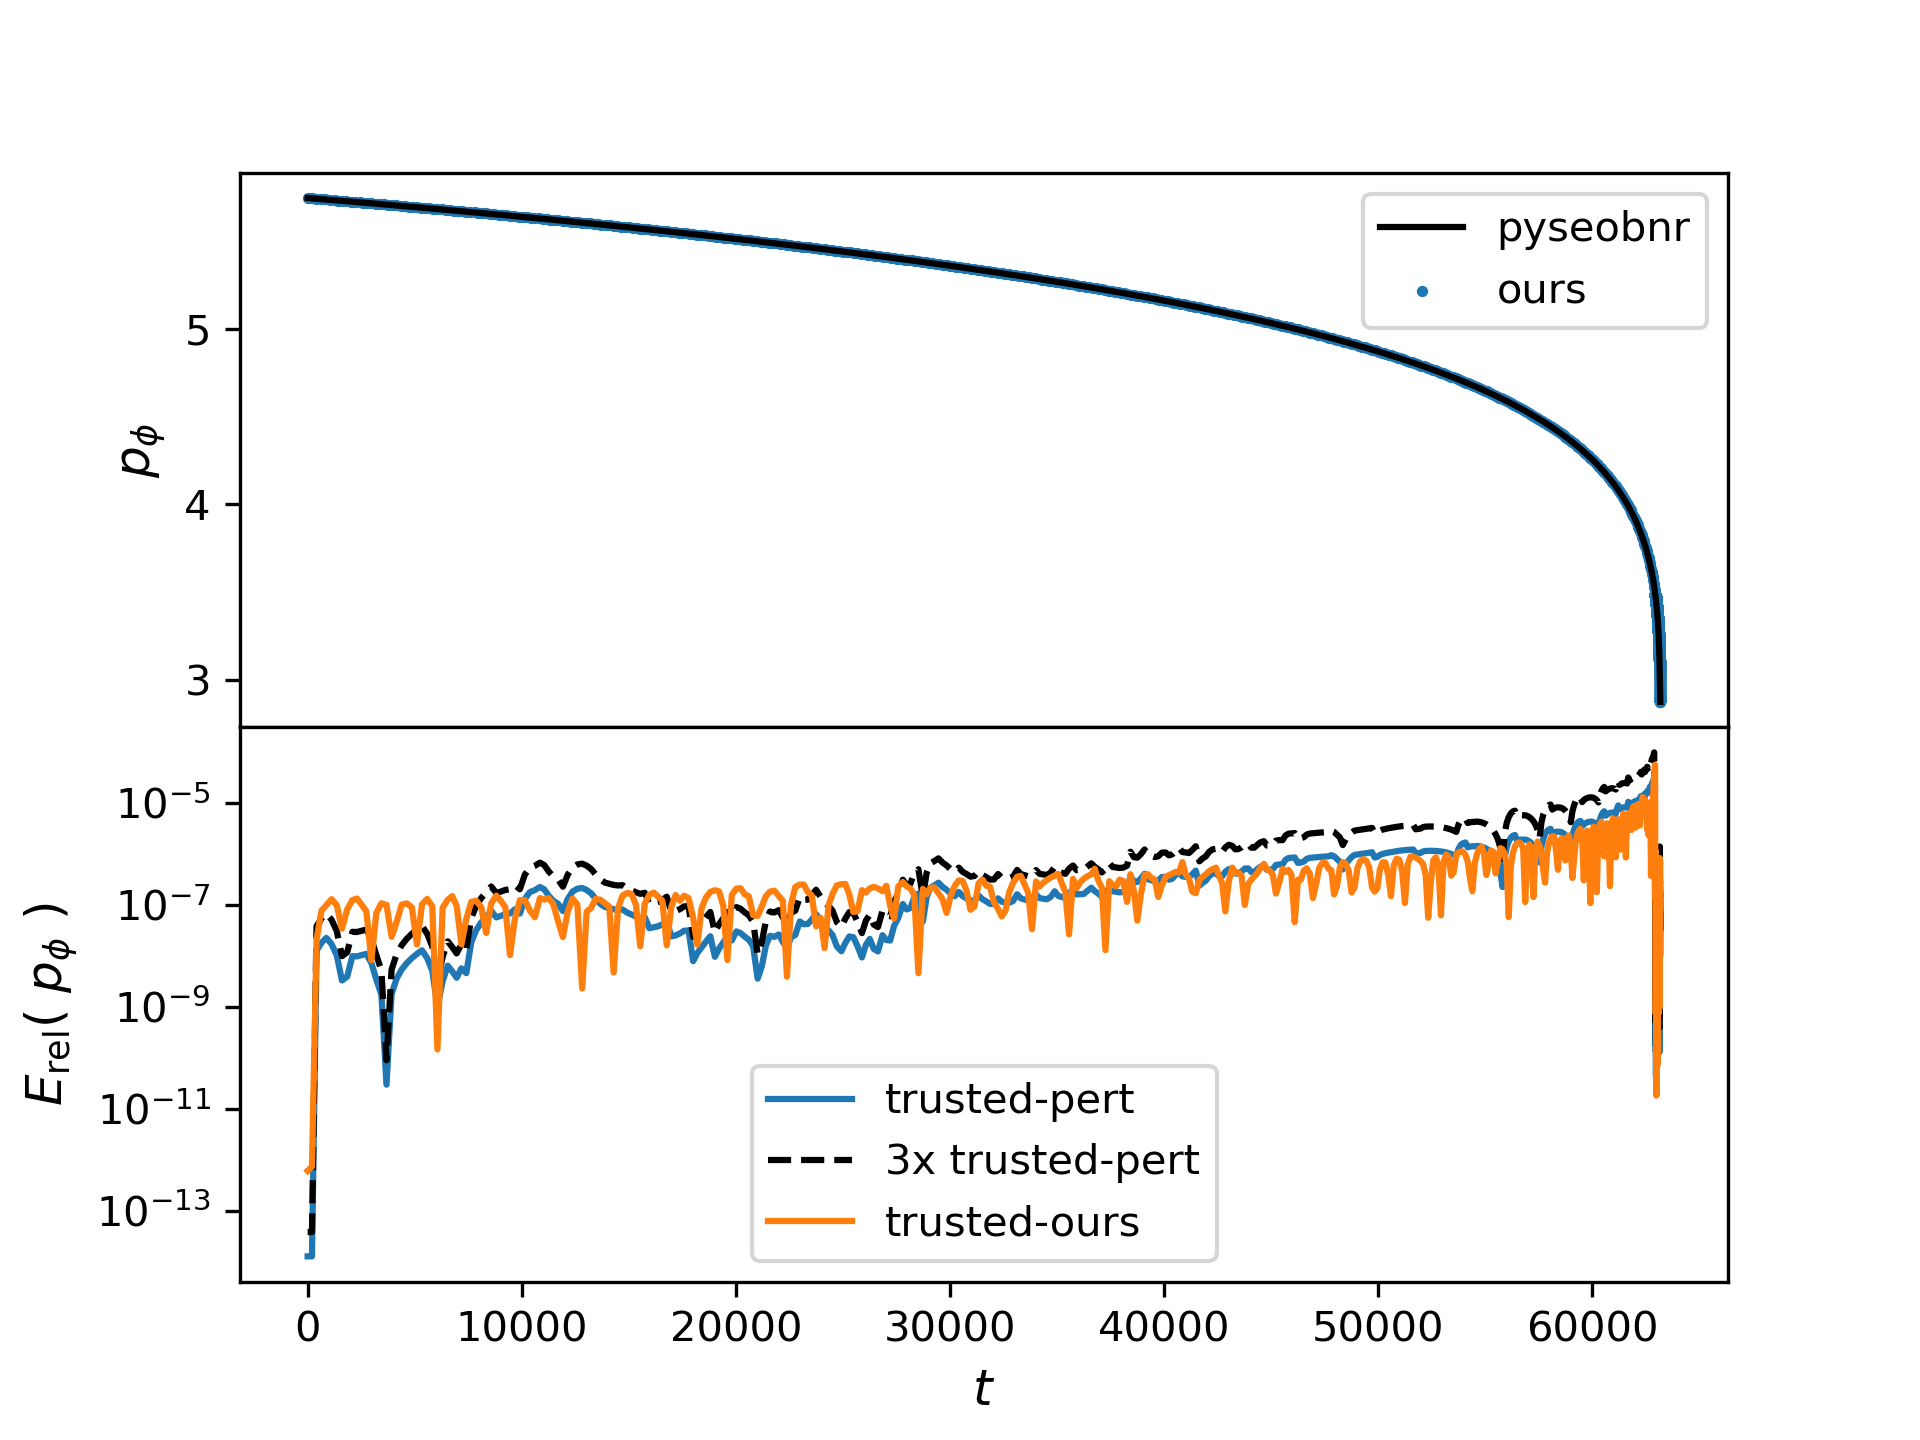 pyseobnr
ours
5
4
3
p_ϕ
10^−5
10^−7
10^−9
10^−11
10^−13
E_rel( p_ϕ )
trusted-pert
3x trusted-pert
trusted-ours
0 10000 20000 30000 40000 50000 60000
t